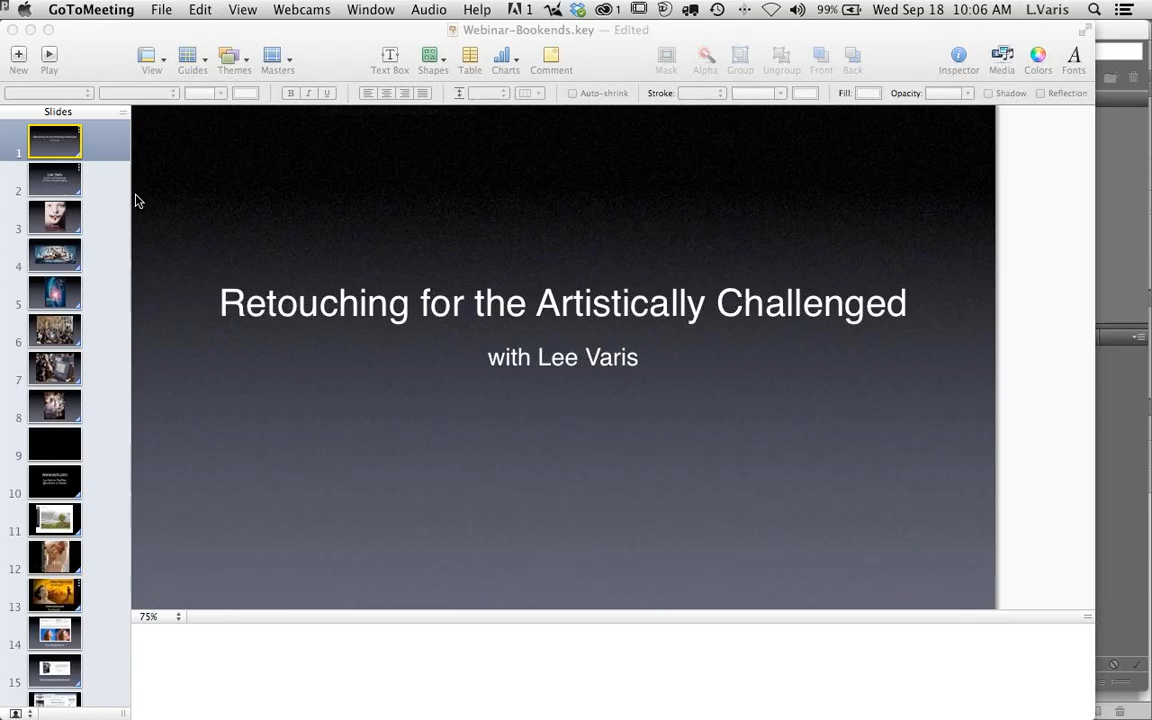 GoToMeeting File Edit View Webcams Window Audio Help 1 1 99% Wed Sep 18 10:06 AM L.Varis
Webinar-Bookends.key — Edited
New Play View Guides Themes Masters Text Box Shapes Table Charts Comment Mask Alpha Group Ungroup Front Back Inspector Media Colors Fonts
B I U Auto-shrink Stroke: Fill: Opacity: Shadow Reflection
Slides
1
2
3
4
5
6
7
8
9
10
11
12
13
14
15
Retouching for the Artistically Challenged
with Lee Varis
75%